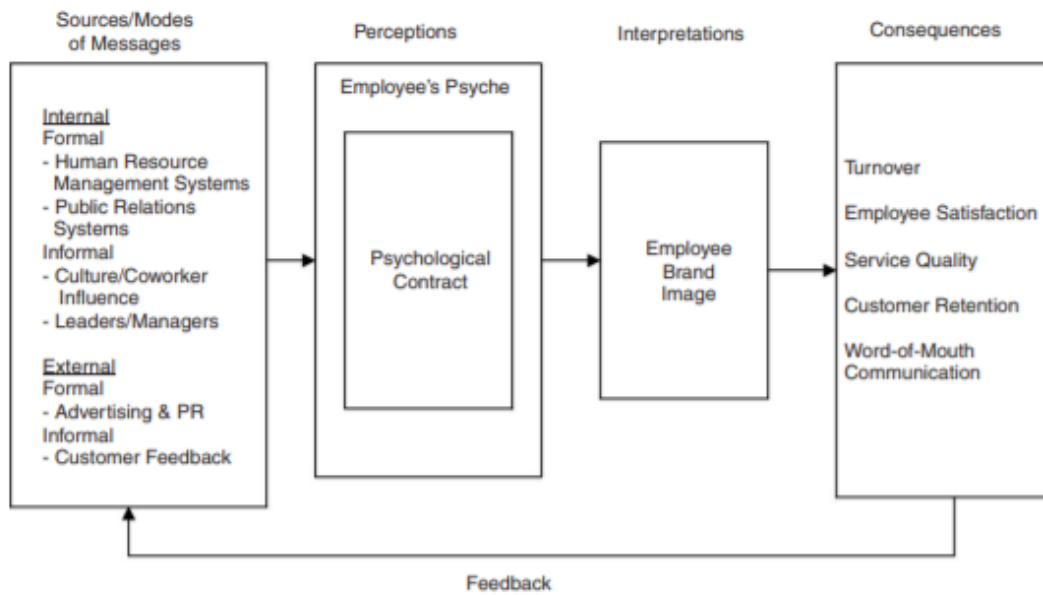 Sources/Modes
of Messages
Internal
Formal
- Human Resource
Management Systems
- Public Relations
Systems
Informal
- Culture/Coworker
Influence
- Leaders/Managers
External
Formal
- Advertising & PR
Informal
- Customer Feedback
Perceptions
Employee's Psyche
Psychological
Contract
Interpretations
Employee
Brand
Image
Consequences
Turnover
Employee Satisfaction
Service Quality
Customer Retention
Word-of-Mouth
Communication
Feedback